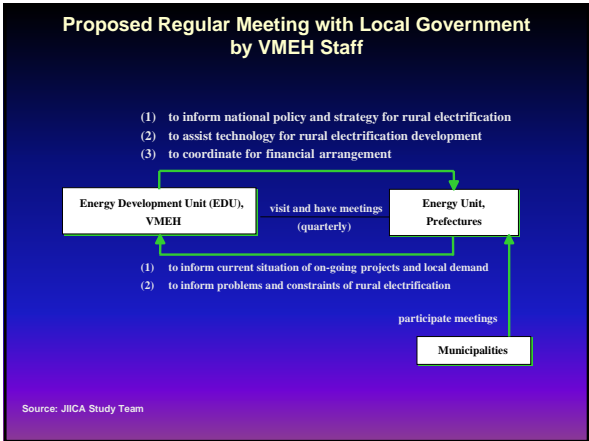 Proposed Regular Meeting with Local Government
by VMEH Staff
(1) to inform national policy and strategy for rural electrification
(2) to assist technology for rural electrification development
(3) to coordinate for financial arrangement
Energy Development Unit (EDU),
VMEH
visit and have meetings
(quarterly)
Energy Unit,
Prefectures
(1) to inform current situation of on-going projects and local demand
(2) to inform problems and constraints of rural electrification
participate meetings
Municipalities
Source: JIICA Study Team